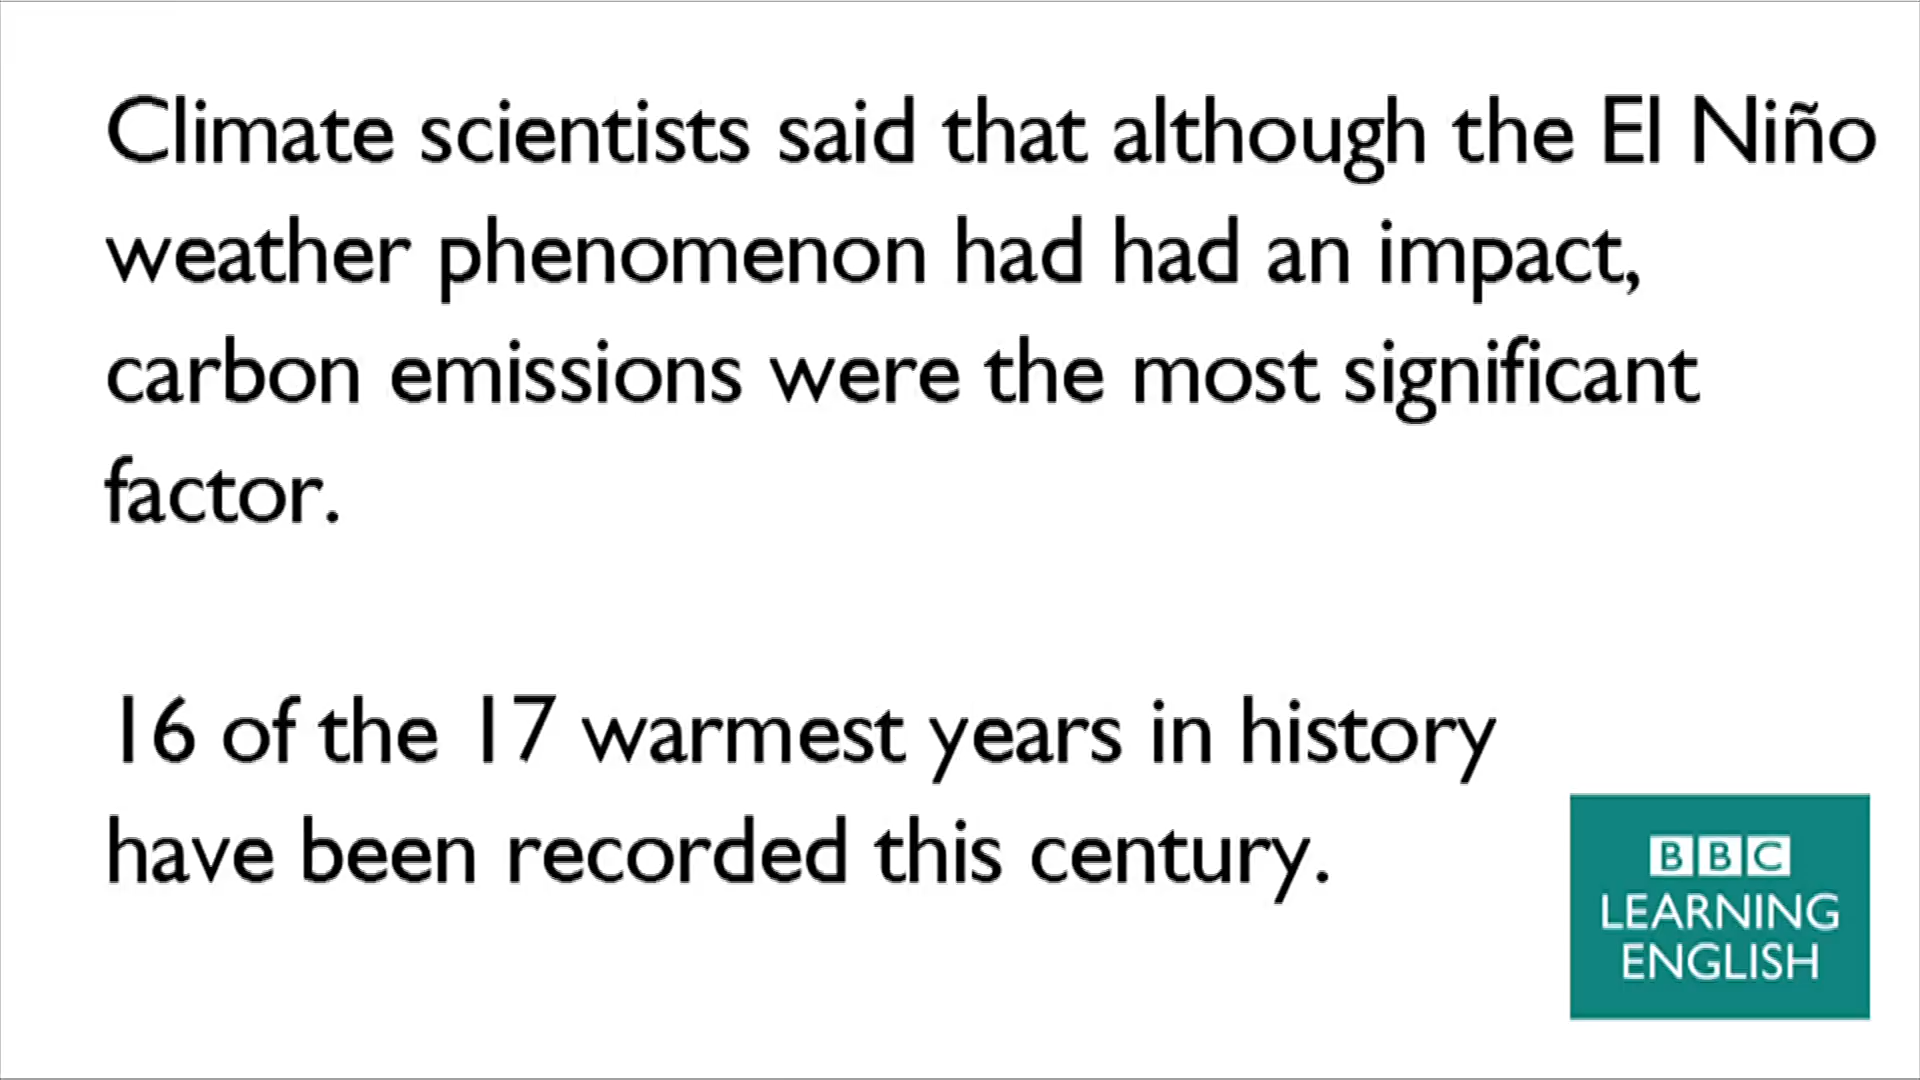 Climate scientists said that although the El Niño
weather phenomenon had had an impact,
carbon emissions were the most significant
factor.
16 of the 17 warmest years in history
have been recorded this century.
BBC
LEARNING
ENGLISH